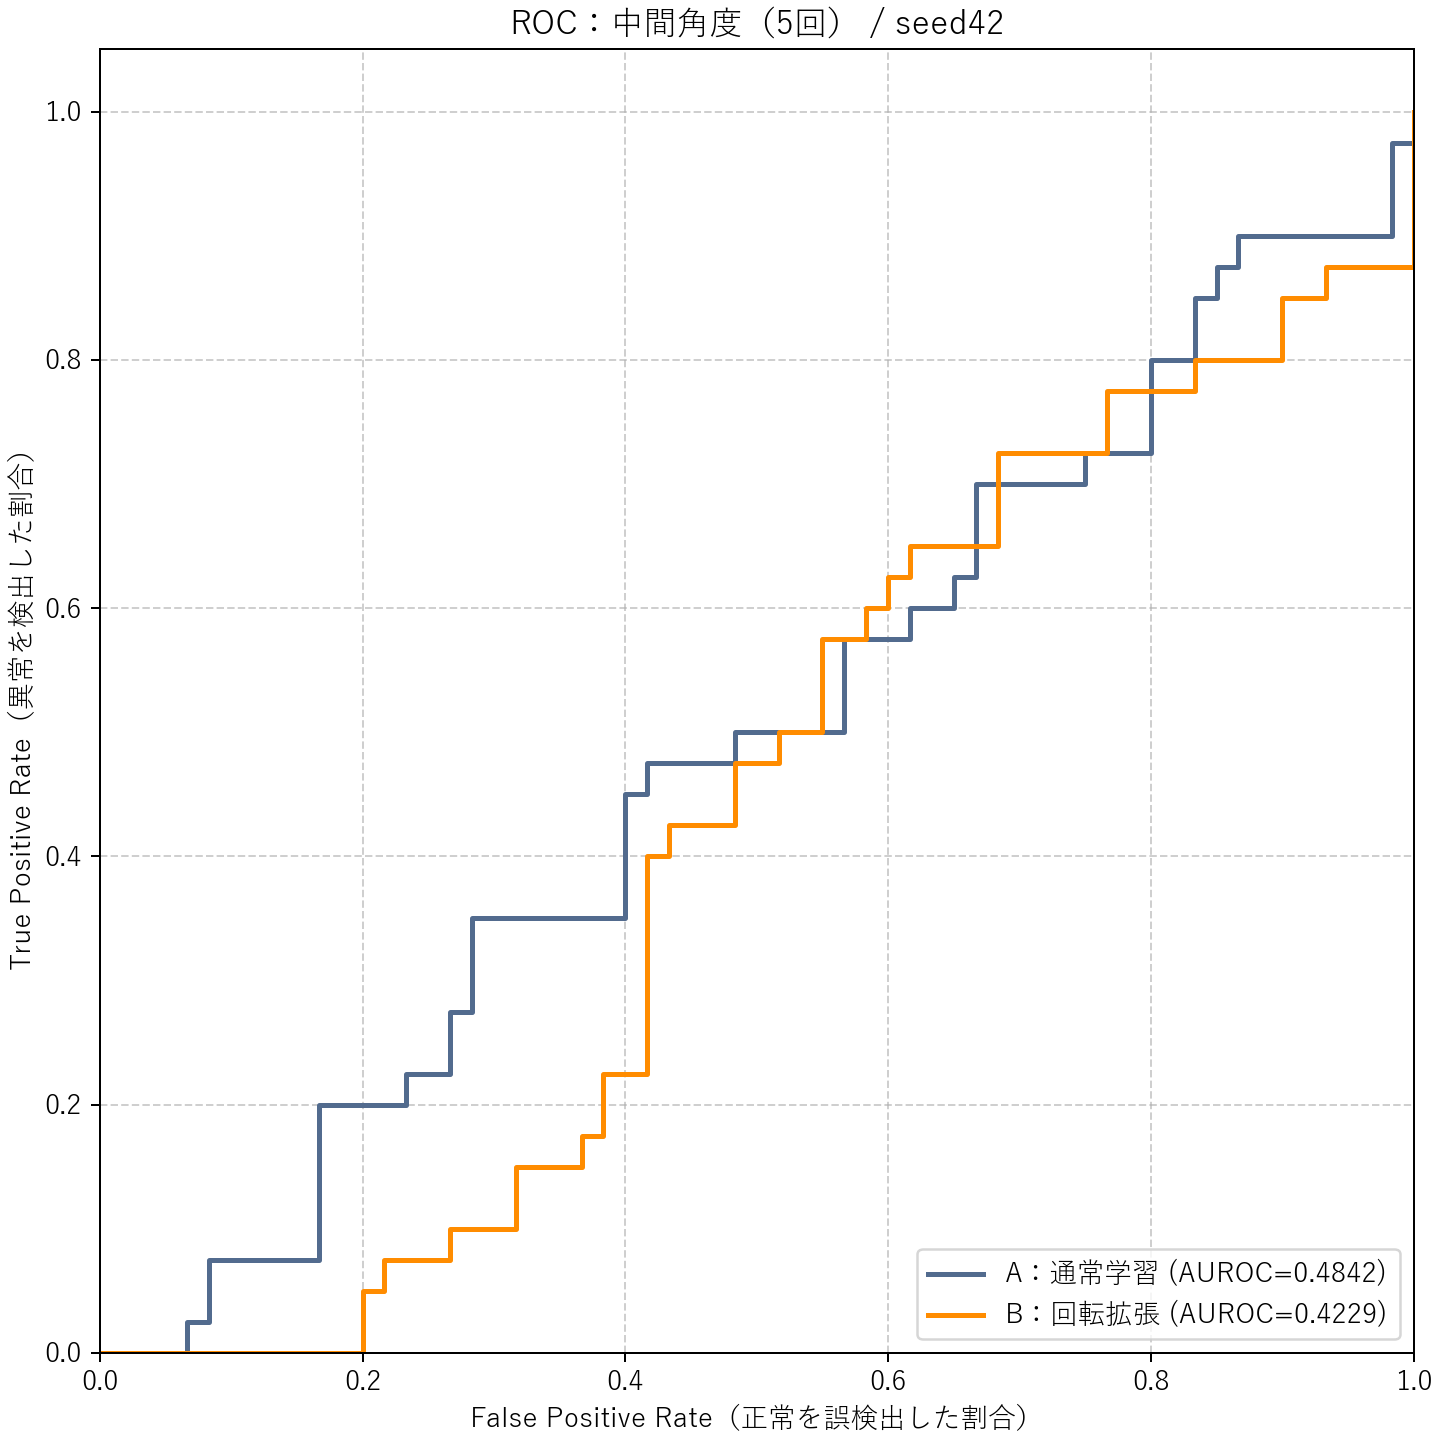 ROC：中間角度（5回） / seed42
True Positive Rate（異常を検出した割合）
1.0
0.8
0.6
0.4
0.2
0.0
0.0 0.2 0.4 0.6 0.8 1.0
False Positive Rate（正常を誤検出した割合）
A：通常学習 (AUROC=0.4842)
B：回転拡張 (AUROC=0.4229)